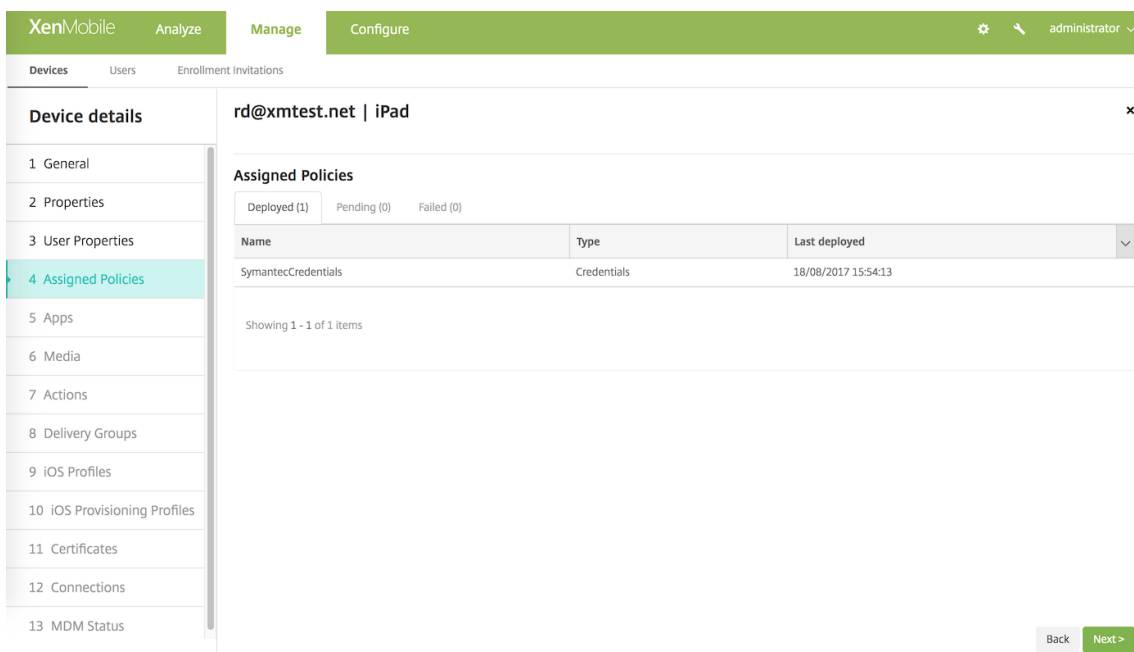 XenMobile Analyze Manage Configure administrator
Devices Users Enrollment Invitations
Device details
1 General
2 Properties
3 User Properties
4 Assigned Policies
5 Apps
6 Media
7 Actions
8 Delivery Groups
9 iOS Profiles
10 iOS Provisioning Profiles
11 Certificates
12 Connections
13 MDM Status
rd@xmtest.net | iPad
Assigned Policies
Deployed (1) Pending (0) Failed (0)
Name Type Last deployed
SymantecCredentials Credentials 18/08/2017 15:54:13
Showing 1 - 1 of 1 items
Back Next >